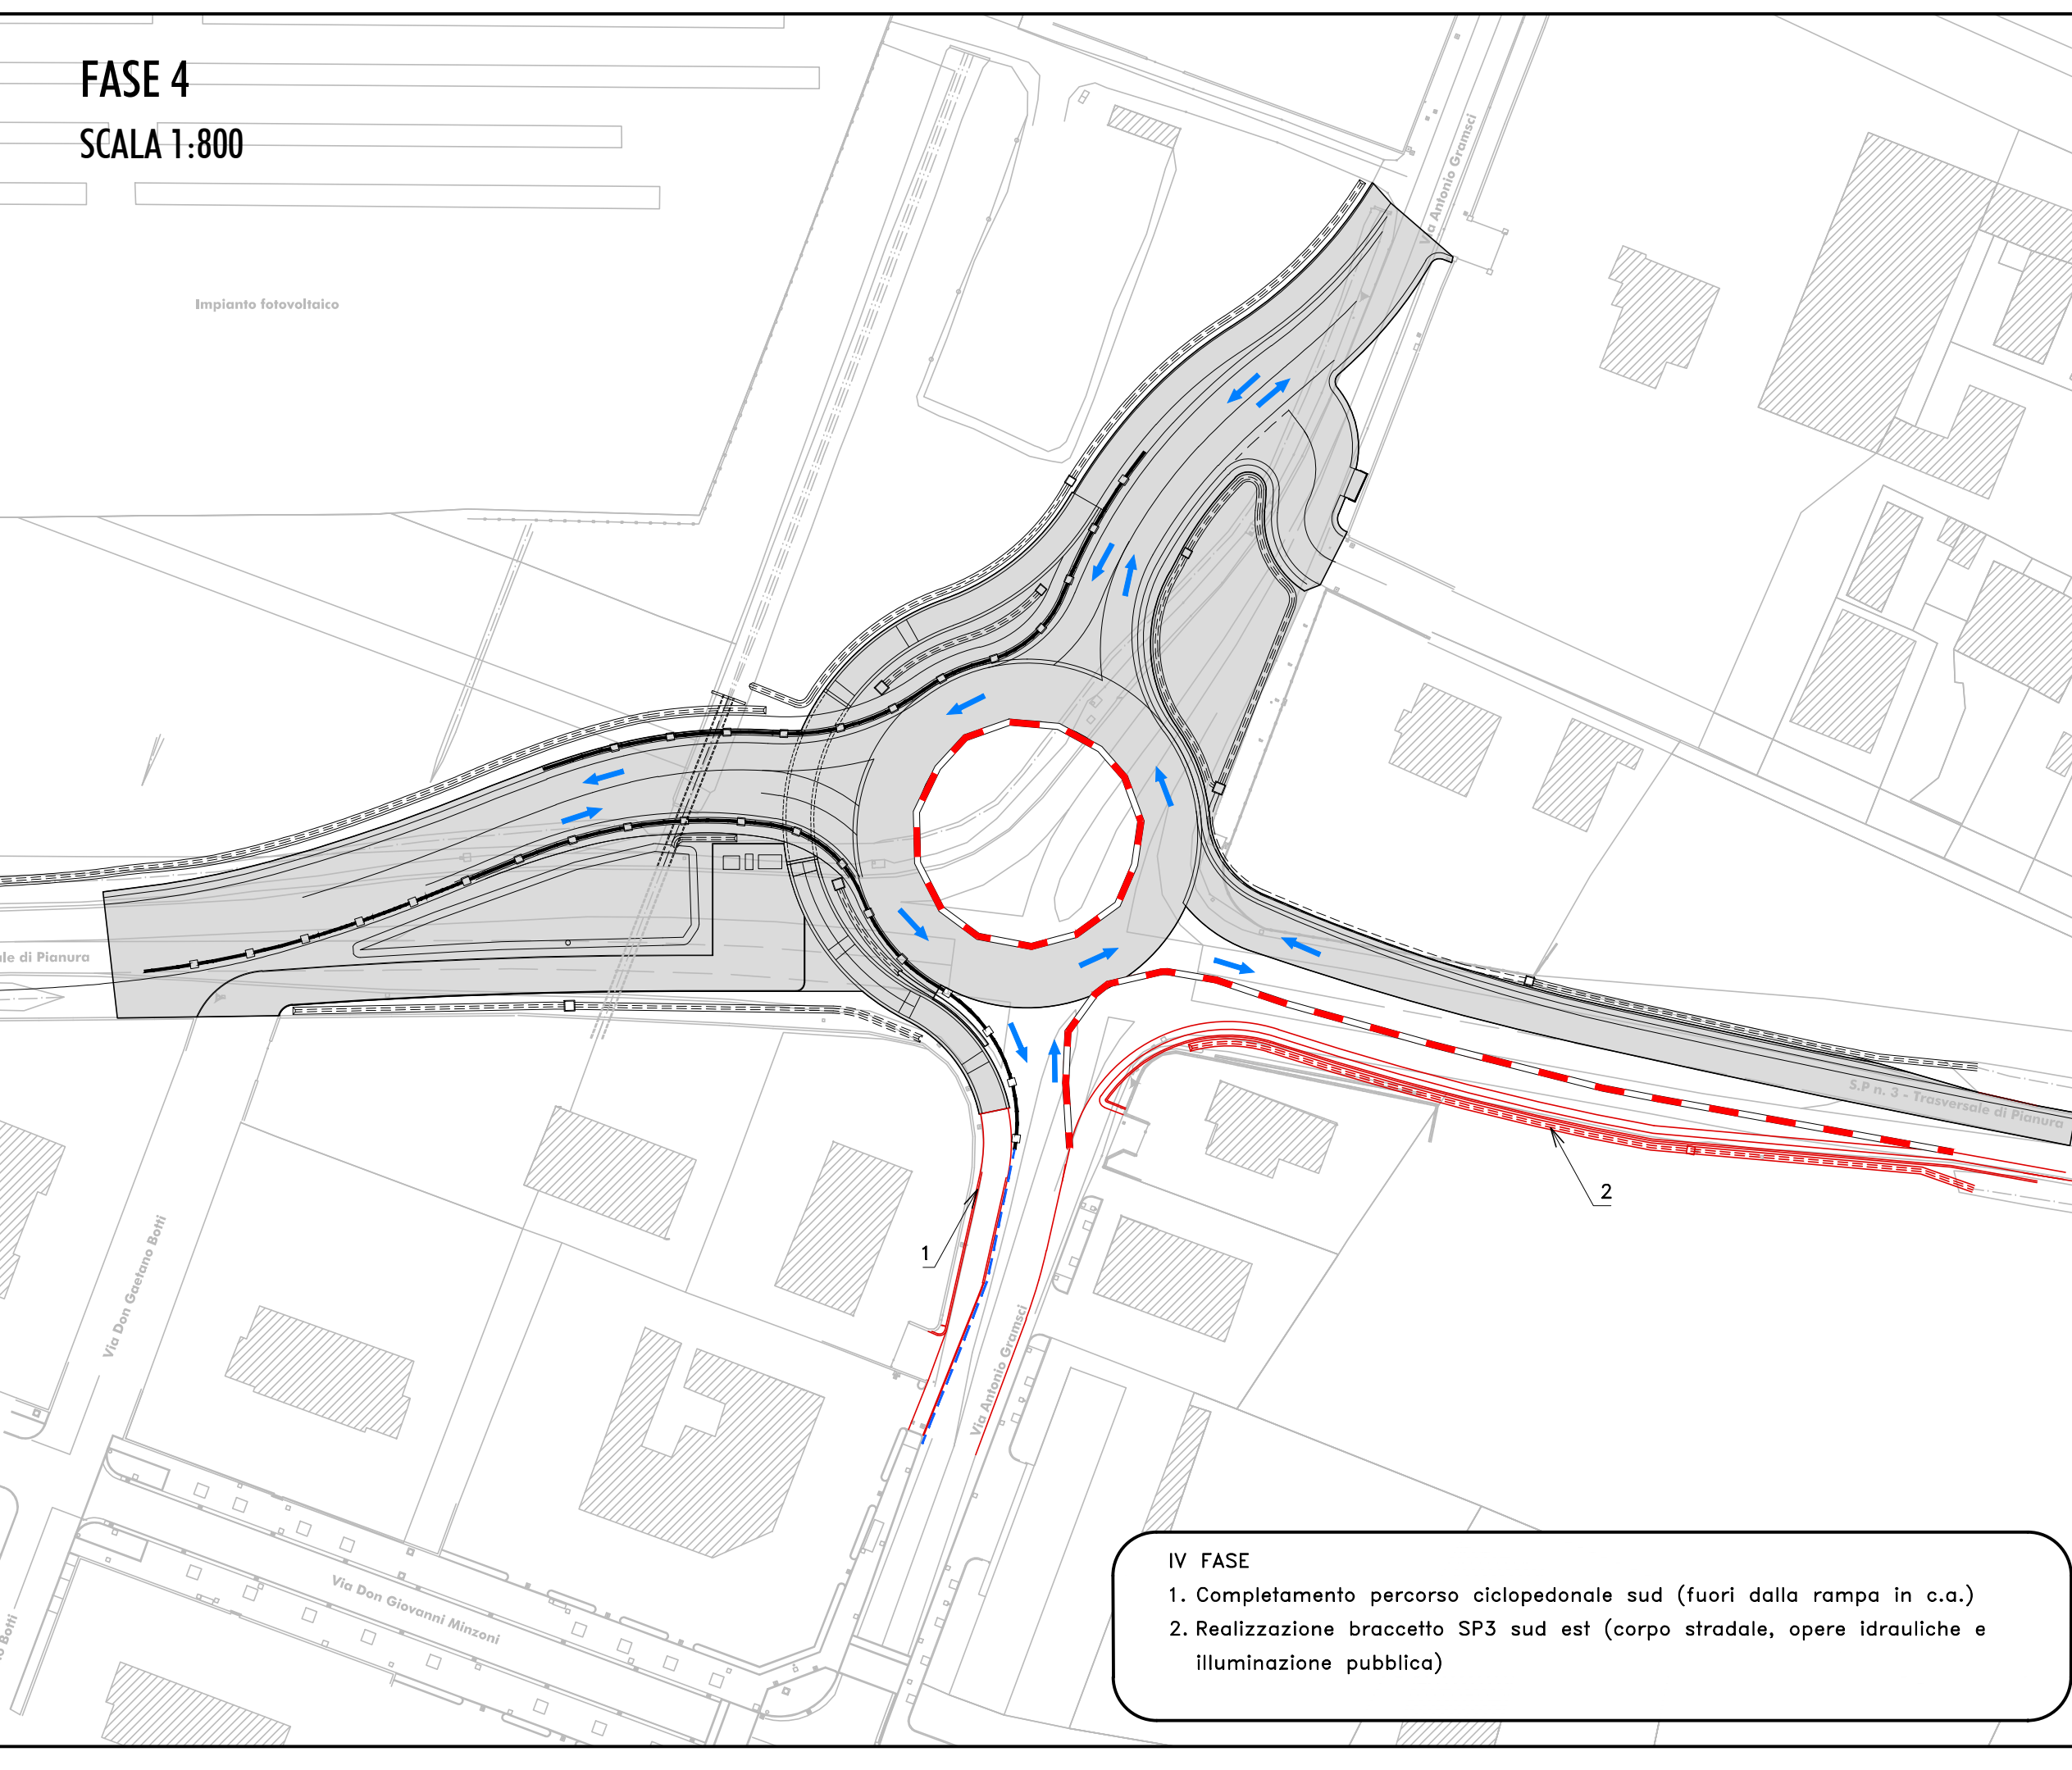 FASE 4
SCALA 1:800
Via Antonio Gramsci
Impianto fotovoltaico
ale di Pianura
S.P n. 3 - Trasversale di Pianura
2
1
Via Don Gaetano Botti
Via Antonio Gramsci
Via Don Giovanni Minzoni
Botti
IV FASE
1. Completamento percorso ciclopedonale sud (fuori dalla rampa in c.a.)
2. Realizzazione braccetto SP3 sud est (corpo stradale, opere idrauliche e
illuminazione pubblica)